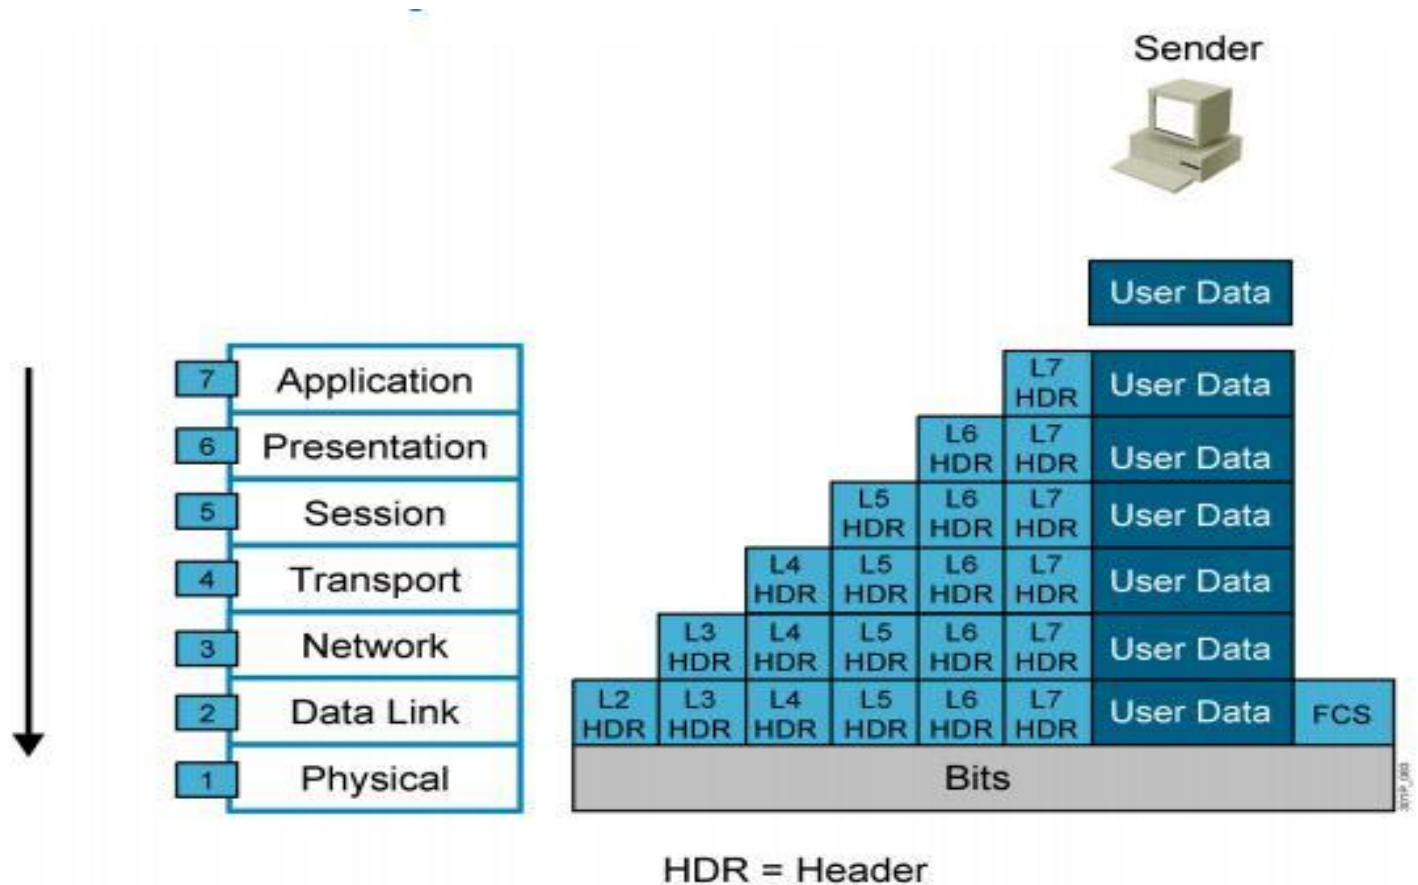 Sender
User Data
7 Application
L7 HDR User Data
6 Presentation
L6 HDR L7 HDR User Data
5 Session
L5 HDR L6 HDR L7 HDR User Data
4 Transport
L4 HDR L5 HDR L6 HDR L7 HDR User Data
3 Network
L3 HDR L4 HDR L5 HDR L6 HDR L7 HDR User Data
2 Data Link
L2 HDR L3 HDR L4 HDR L5 HDR L6 HDR L7 HDR User Data FCS
1 Physical
Bits
HDR = Header